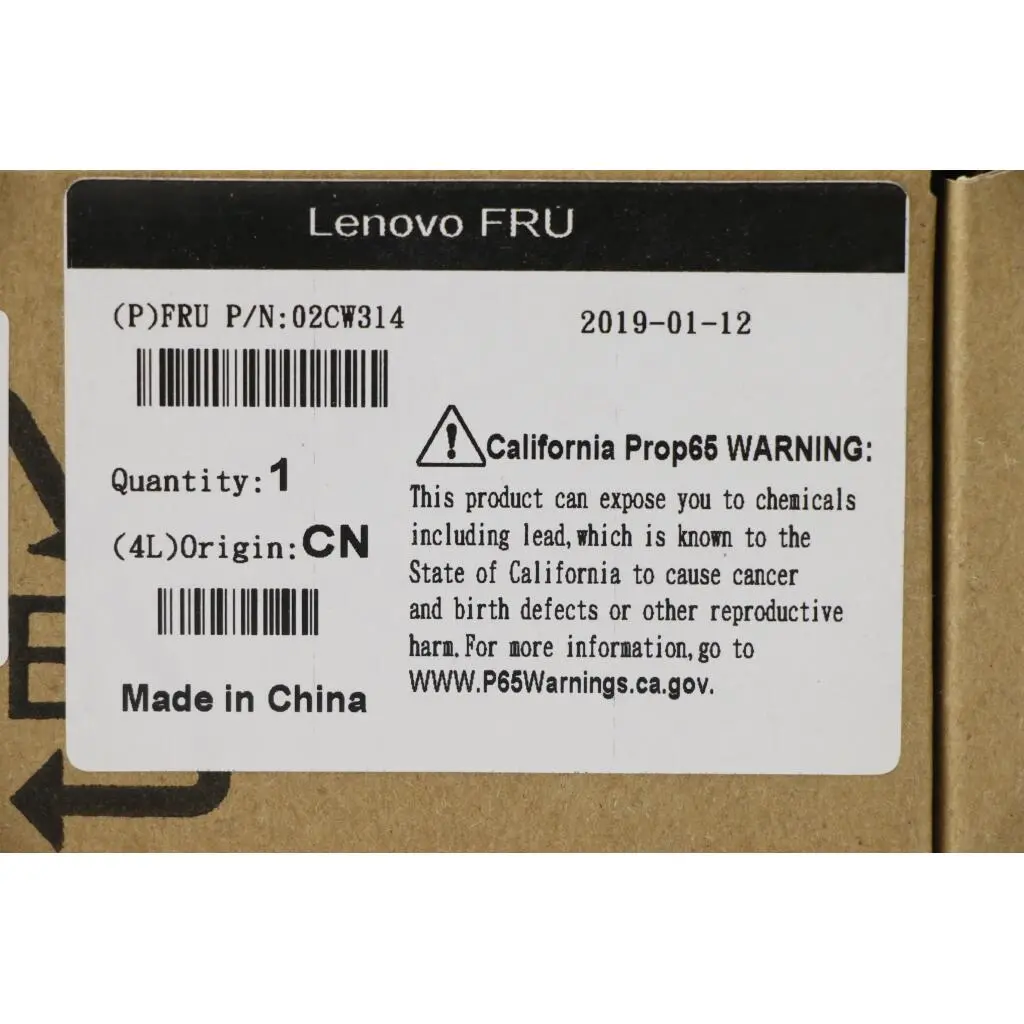 Lenovo FRU
(P)FRU P/N:02CW314
2019-01-12
Quantity:1
(4L)Origin:CN
Made in China
California Prop65 WARNING:
This product can expose you to chemicals
including lead,which is known to the
State of California to cause cancer
and birth defects or other reproductive
harm.For more information,go to
WWW.P65Warnings.ca.gov.